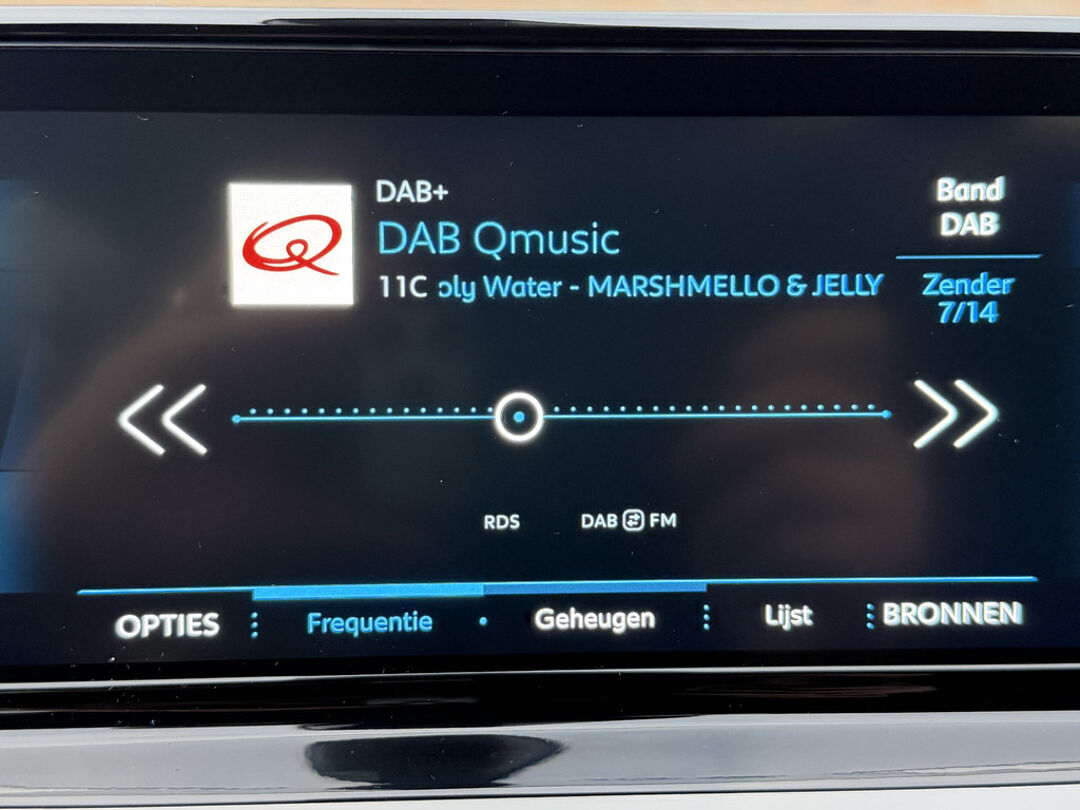 DAB+
Band
DAB
DAB Qmusic
11C oly Water - MARSHMELLO & JELLY
Zender
7/14
RDS
DAB FM
OPTIES
Frequentie
Geheugen
Lijst
BRONNEN